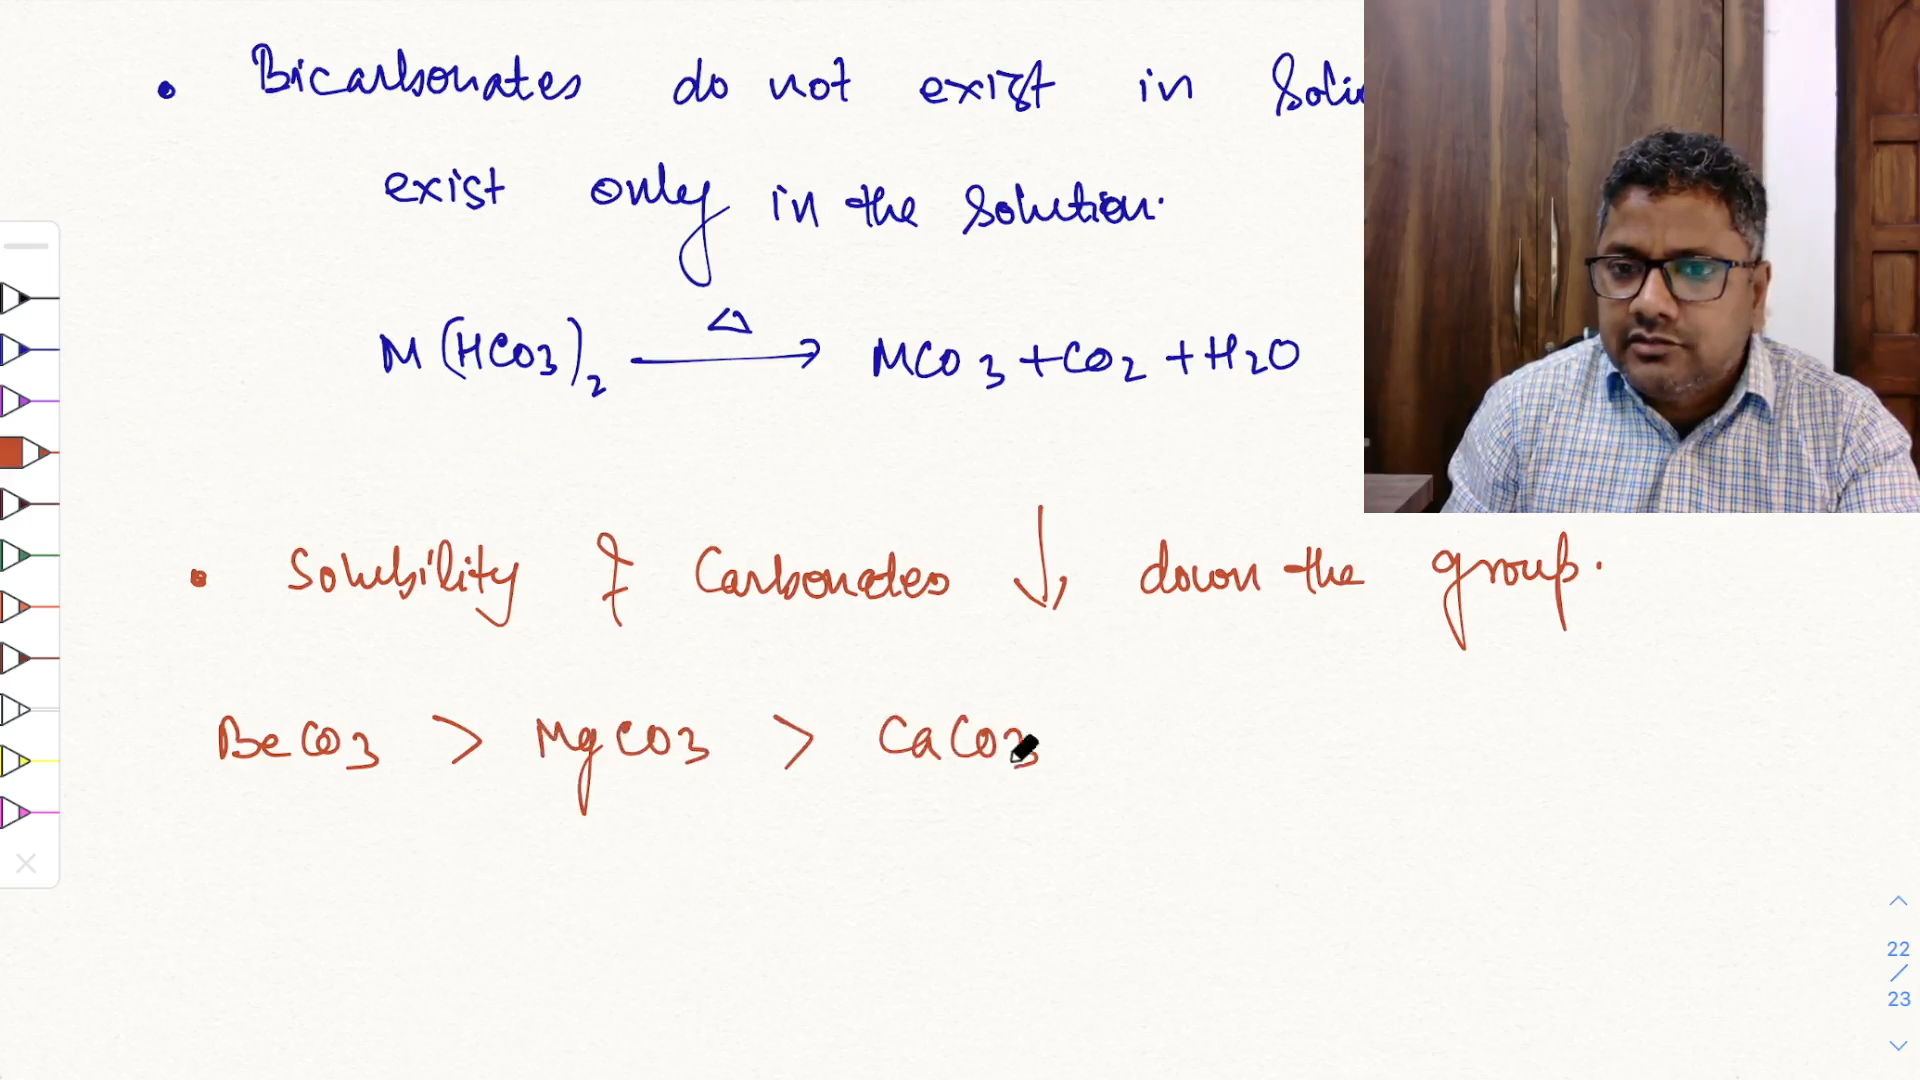 • Bicarbonates do not exist in Soli
exist only in the solution.
M(HCO3)2 —Δ→ MCO3 + CO2 + H2O
• Solubility of Carbonates ↓, down the group.
BeCO3 > MgCO3 > CaCO3
22
/
23